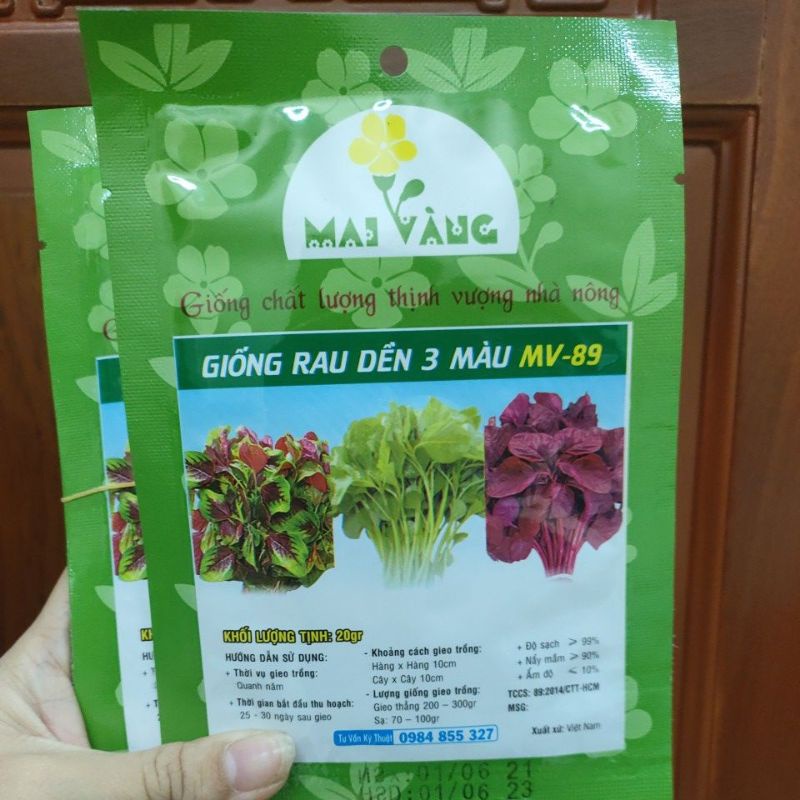 MAI VÀNG
Giống chất lượng thịnh vượng nhà nông
GIỐNG RAU DỀN 3 MÀU MV-89
KHỐI LƯỢNG TỊNH: 20gr
HƯỚNG DẪN SỬ DỤNG:
+ Thời vụ gieo trồng:
Quanh năm
+ Thời gian bắt đầu thu hoạch:
25 - 30 ngày sau gieo
- Khoảng cách gieo trồng:
Hàng x Hàng 10cm
Cây x Cây 10cm
- Lượng giống gieo trồng:
Gieo thẳng 200 – 300gr
Sạ: 70 – 100gr
+ Độ sạch > 99%
+ Nẩy mầm > 90%
+ Ẩm độ < 10%
TCCS: 89:2014/CTT-HCM
MSG:
Xuất xứ: Việt Nam
Tư Vấn Kỹ Thuật 0984 855 327
NSX:01/06 21
HSD:01/06 23